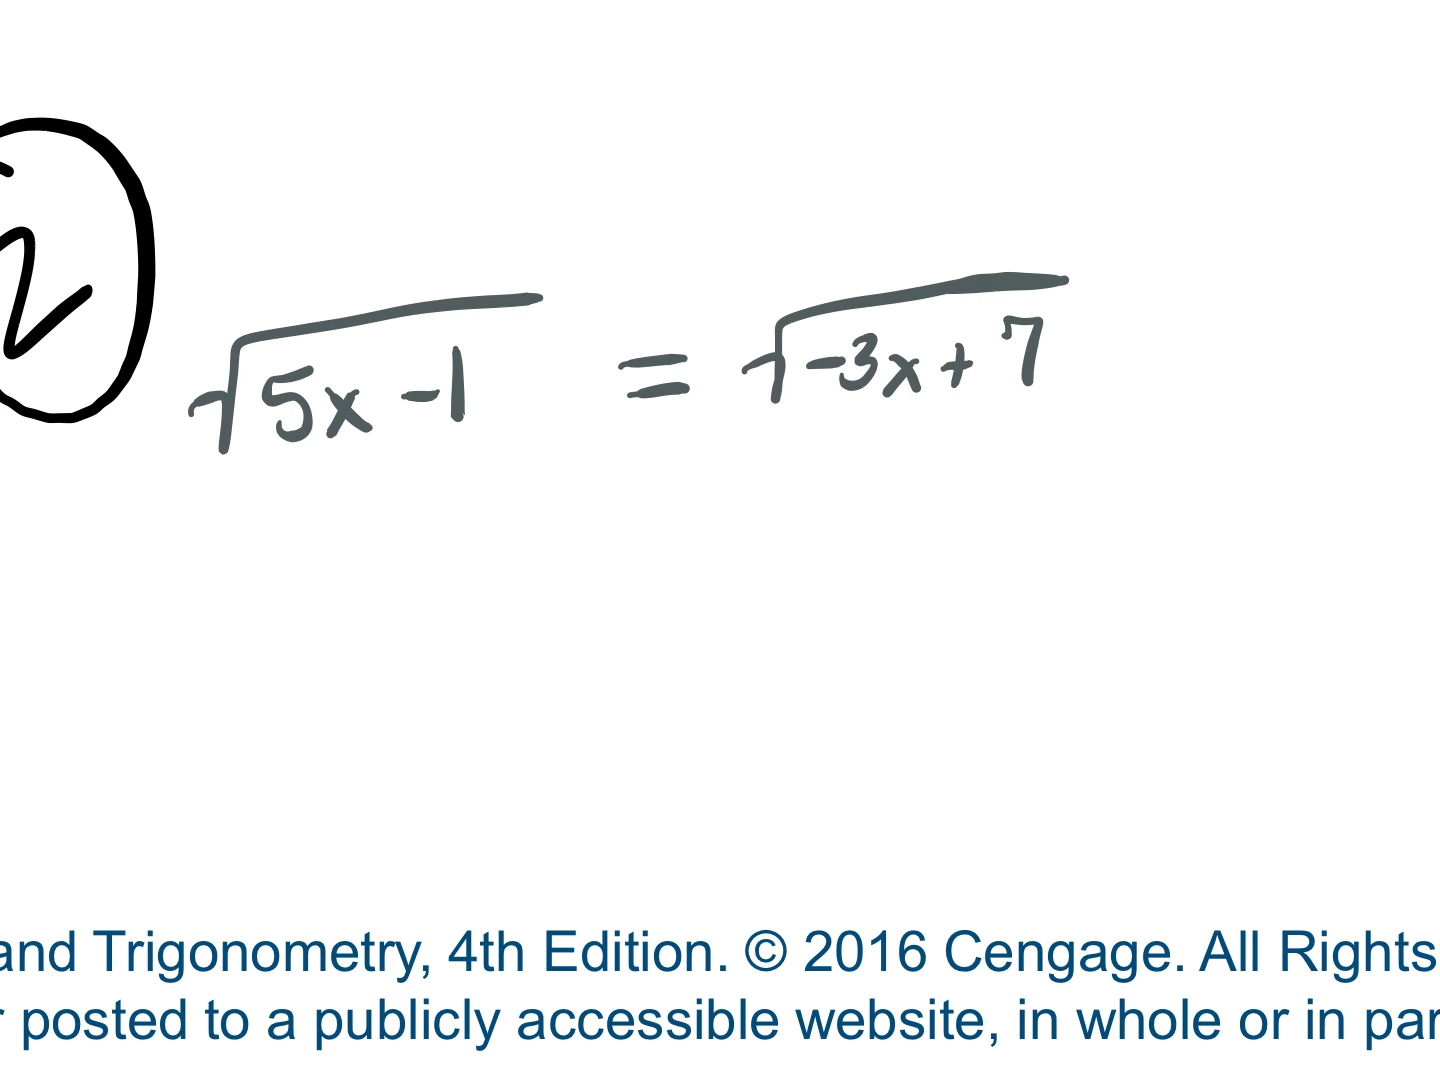 2
√5x - 1 = √-3x + 7
and Trigonometry, 4th Edition. © 2016 Cengage. All Rights
r posted to a publicly accessible website, in whole or in par